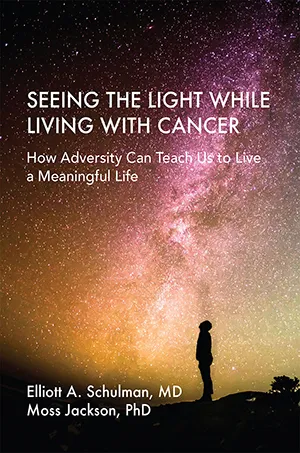 SEEING THE LIGHT WHILE
LIVING WITH CANCER
How Adversity Can Teach Us to Live
a Meaningful Life
Elliott A. Schulman, MD
Moss Jackson, PhD